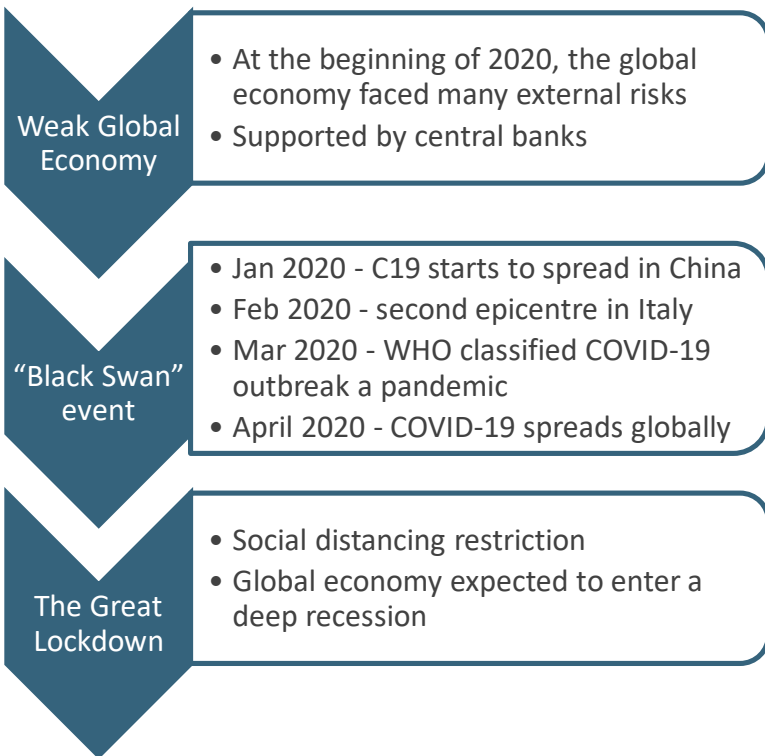 Weak Global
Economy
• At the beginning of 2020, the global
economy faced many external risks
• Supported by central banks
“Black Swan”
event
• Jan 2020 - C19 starts to spread in China
• Feb 2020 - second epicentre in Italy
• Mar 2020 - WHO classified COVID-19
outbreak a pandemic
• April 2020 - COVID-19 spreads globally
The Great
Lockdown
• Social distancing restriction
• Global economy expected to enter a
deep recession